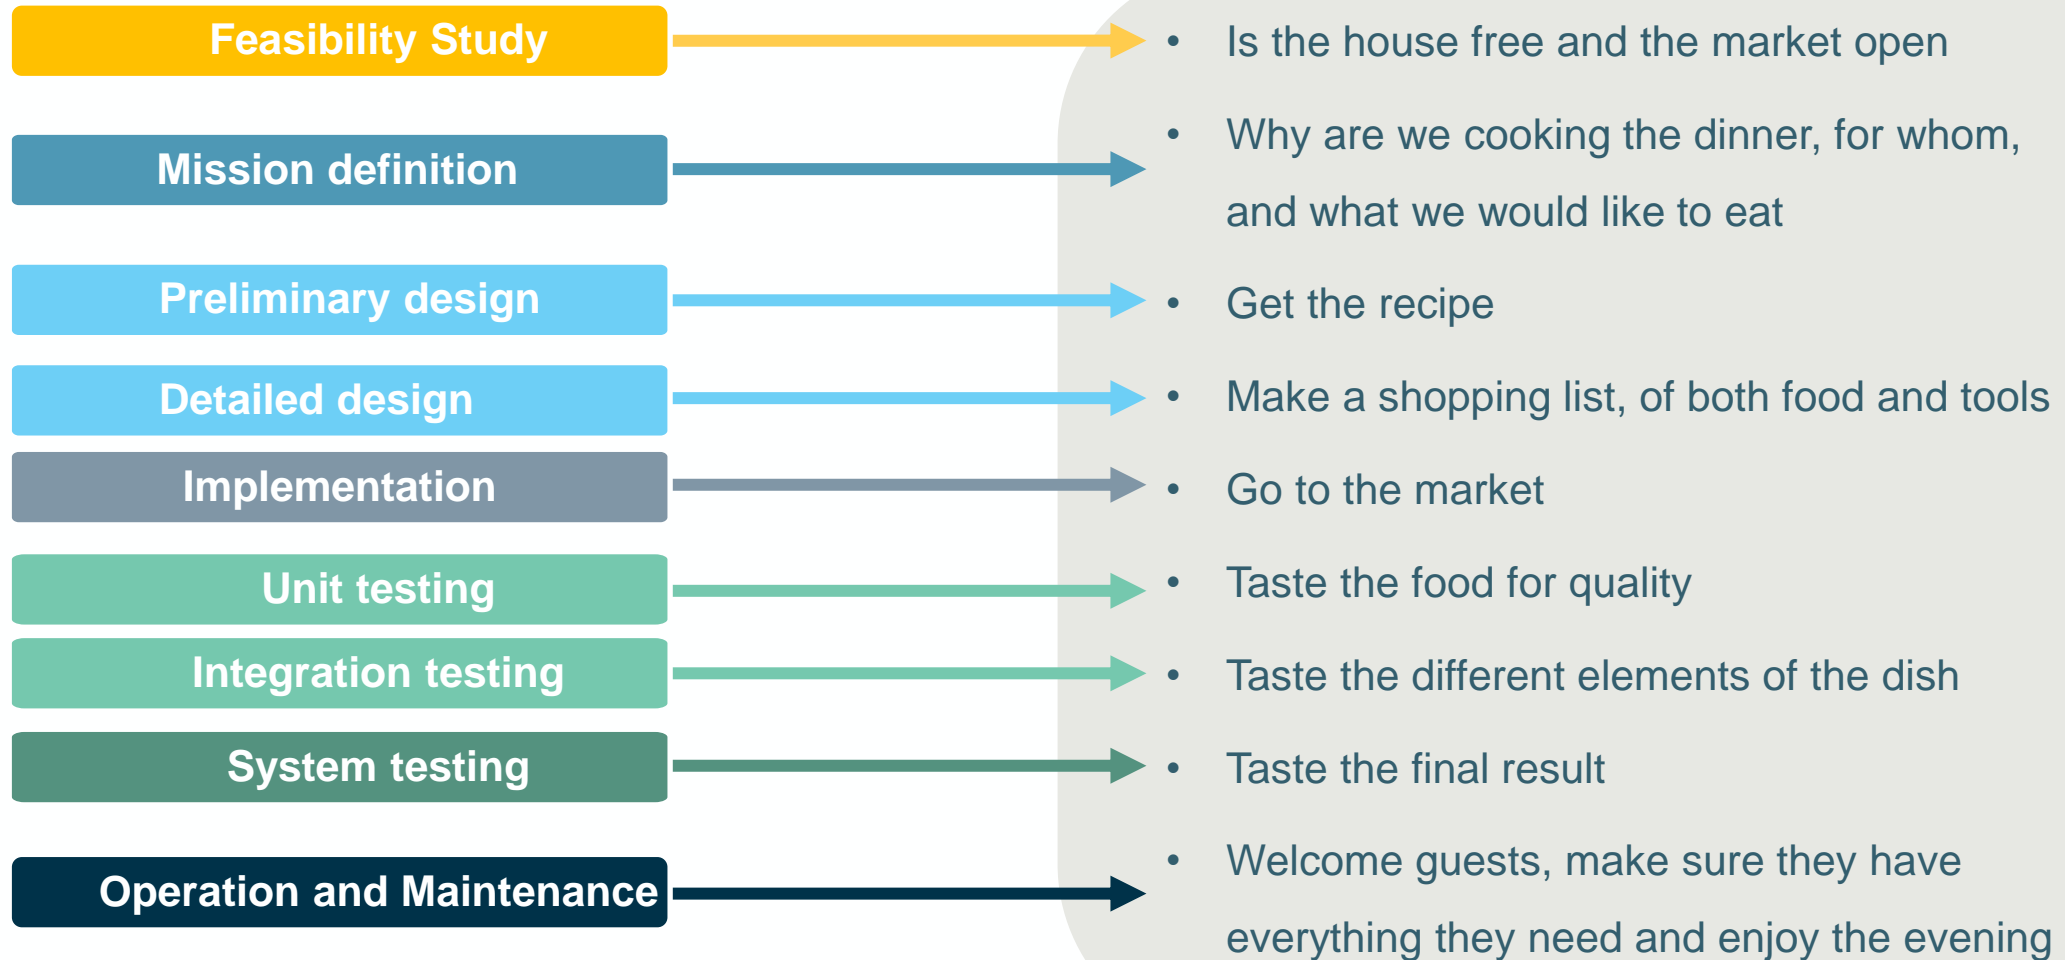 Feasibility Study
• Is the house free and the market open
Mission definition
• Why are we cooking the dinner, for whom,
and what we would like to eat
Preliminary design
• Get the recipe
Detailed design
• Make a shopping list, of both food and tools
Implementation
• Go to the market
Unit testing
• Taste the food for quality
Integration testing
• Taste the different elements of the dish
System testing
• Taste the final result
Operation and Maintenance
• Welcome guests, make sure they have
everything they need and enjoy the evening